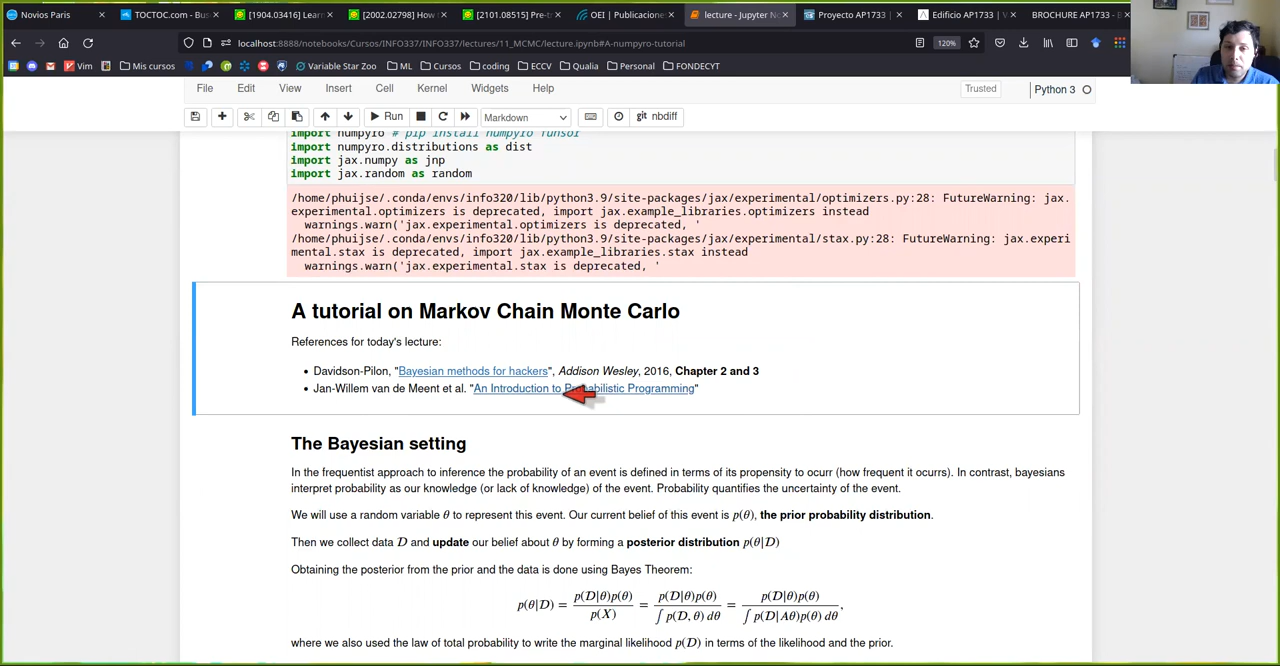 Novios Paris
TOCTOC.com - Bus
[1904.03416] Lear
[2002.02798] How
[2101.08515] Pre-t
OEI | Publicacione
lecture - Jupyter No
Proyecto AP1733
Edificio AP1733 | V
BROCHURE AP1733 - B
localhost:8888/notebooks/Cursos/INFO337/INFO337/lectures/11_MCMC/lecture.ipynb#A-numpyro-tutorial
120%
Vim
Mis cursos
Variable Star Zoo
ML
Cursos
coding
ECCV
Qualia
Personal
FONDECYT
File Edit View Insert Cell Kernel Widgets Help
Trusted
Python 3
Run
Markdown
git nbdiff
import numpyro # pip install numpyro funsor
import numpyro.distributions as dist
import jax.numpy as jnp
import jax.random as random
/home/phuijse/.conda/envs/info320/lib/python3.9/site-packages/jax/experimental/optimizers.py:28: FutureWarning: jax.
experimental.optimizers is deprecated, import jax.example_libraries.optimizers instead
warnings.warn('jax.experimental.optimizers is deprecated, '
/home/phuijse/.conda/envs/info320/lib/python3.9/site-packages/jax/experimental/stax.py:28: FutureWarning: jax.experi
mental.stax is deprecated, import jax.example_libraries.stax instead
warnings.warn('jax.experimental.stax is deprecated, '
A tutorial on Markov Chain Monte Carlo
References for today's lecture:
• Davidson-Pilon, "Bayesian methods for hackers", Addison Wesley, 2016, Chapter 2 and 3
• Jan-Willem van de Meent et al. "An Introduction to Probabilistic Programming"
The Bayesian setting
In the frequentist approach to inference the probability of an event is defined in terms of its propensity to ocurr (how frequent it ocurrs). In contrast, bayesians
interpret probability as our knowledge (or lack of knowledge) of the event. Probability quantifies the uncertainty of the event.
We will use a random variable θ to represent this event. Our current belief of this event is p(θ), the prior probability distribution.
Then we collect data D and update our belief about θ by forming a posterior distribution p(θ|D)
Obtaining the posterior from the prior and the data is done using Bayes Theorem:
p(θ|D) = p(D|θ)p(θ) / p(X) = p(D|θ)p(θ) / ∫ p(D, θ) dθ = p(D|θ)p(θ) / ∫ p(D|Aθ)p(θ) dθ,
where we also used the law of total probability to write the marginal likelihood p(D) in terms of the likelihood and the prior.